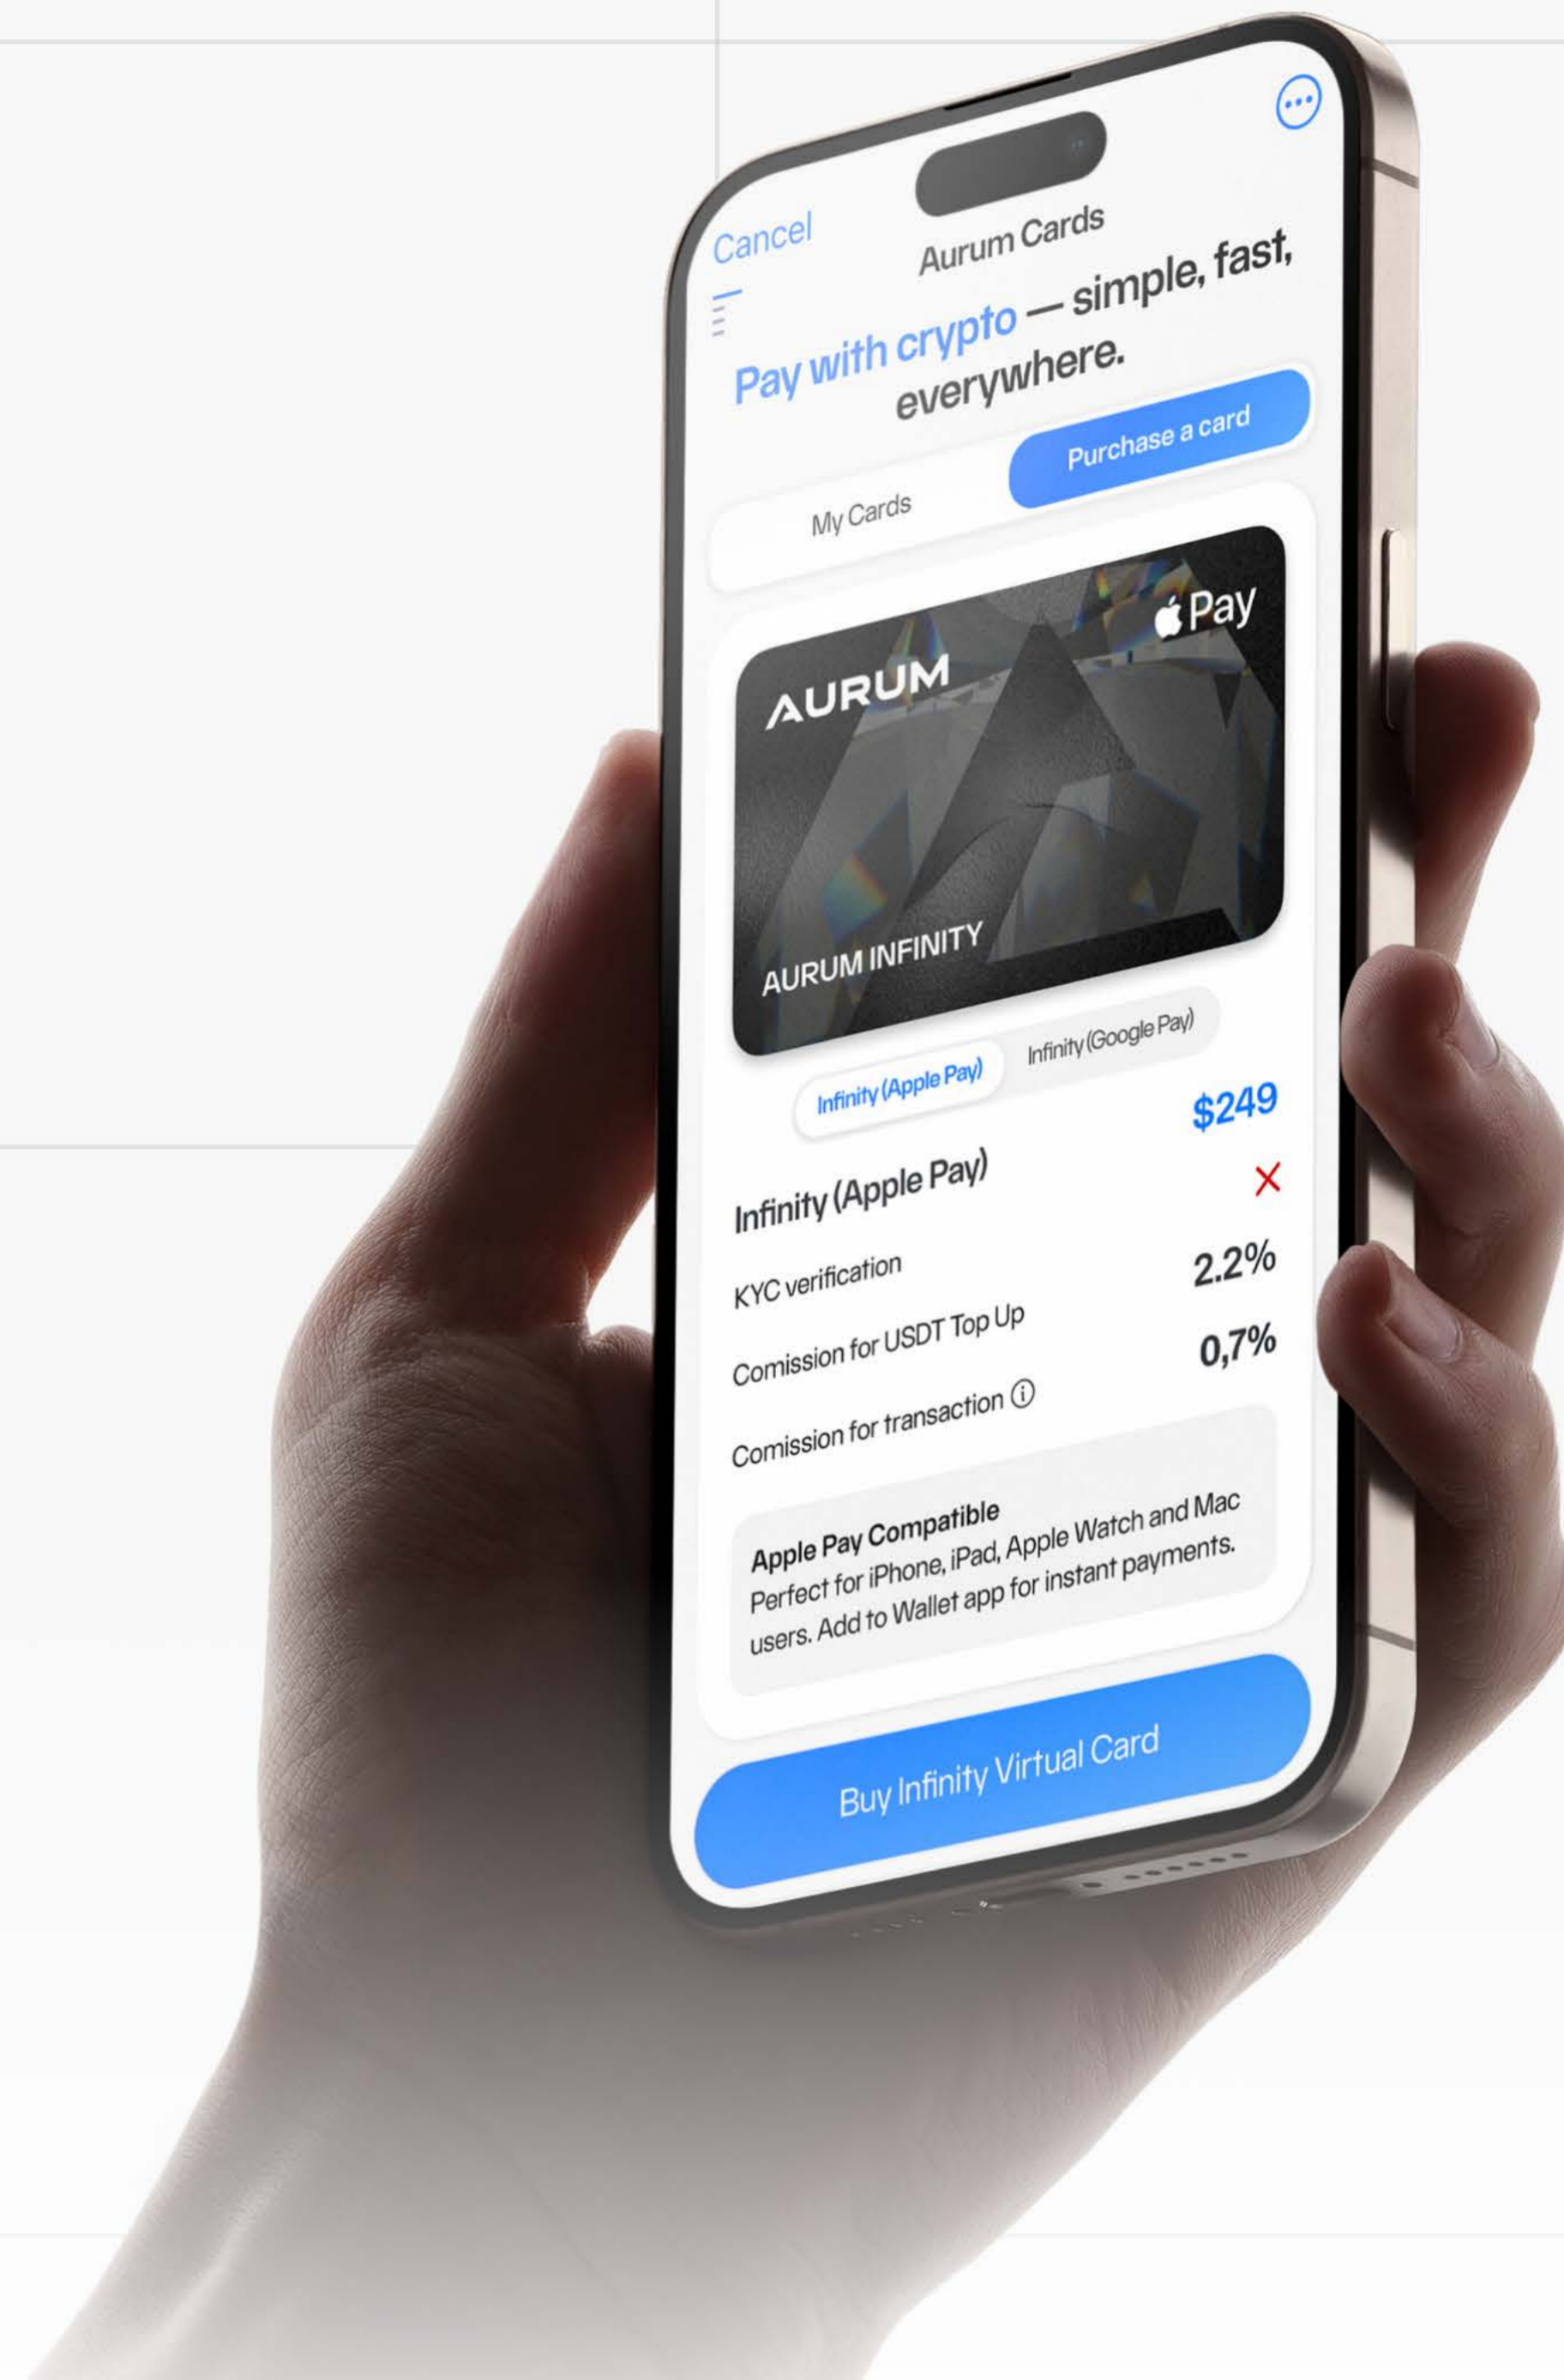 Cancel
Aurum Cards
Pay with crypto — simple, fast,
everywhere.
My Cards
Purchase a card
AURUM
Pay
AURUM INFINITY
Infinity (Apple Pay)
Infinity (Google Pay)
Infinity (Apple Pay)
$249
KYC verification
Comission for USDT Top Up
2.2%
Comission for transaction
0,7%
Apple Pay Compatible
Perfect for iPhone, iPad, Apple Watch and Mac
users. Add to Wallet app for instant payments.
Buy Infinity Virtual Card